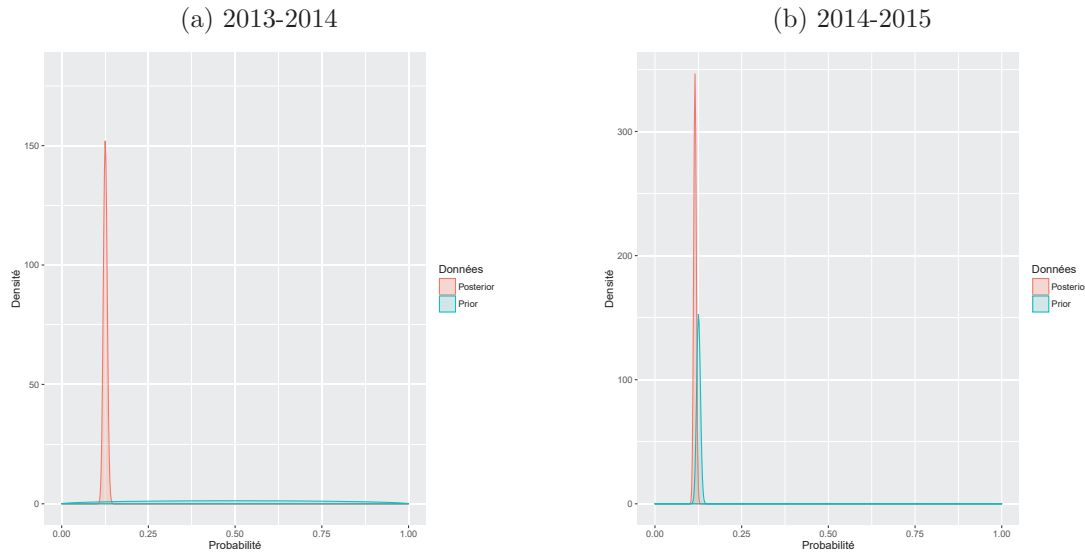 (a) 2013-2014
150
100
50
0
Densité
0.00 0.25 0.50 0.75 1.00
Probabilité
Données
Posterior
Prior
(b) 2014-2015
300
200
100
0
Densité
0.00 0.25 0.50 0.75 1.00
Probabilité
Données
Posterio
Prior